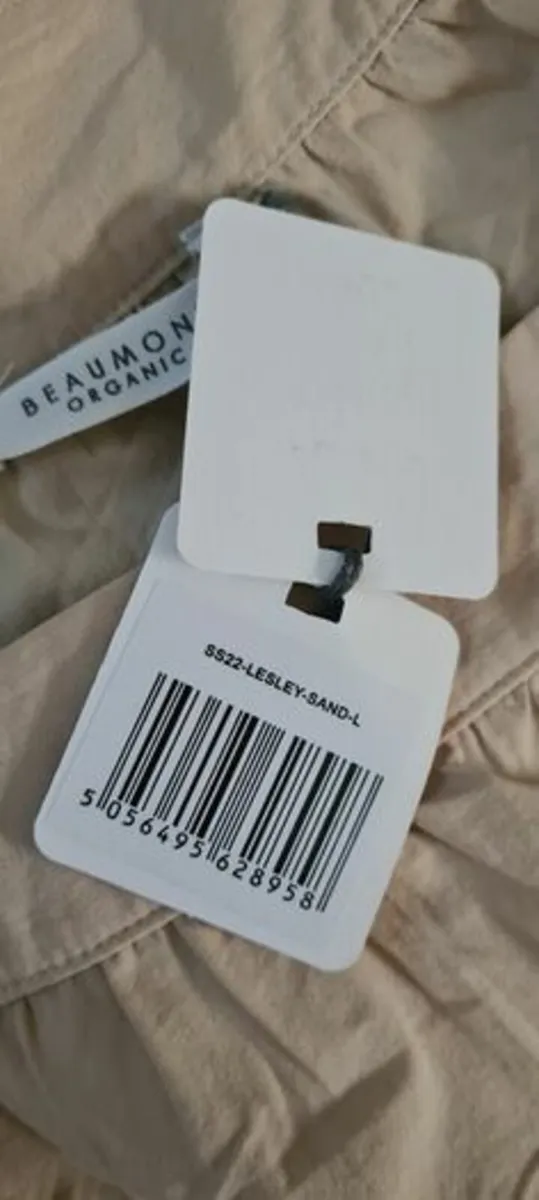 BEAUMON
ORGANIC
SS22-LESLEY-SAND-L
5 056495 628958